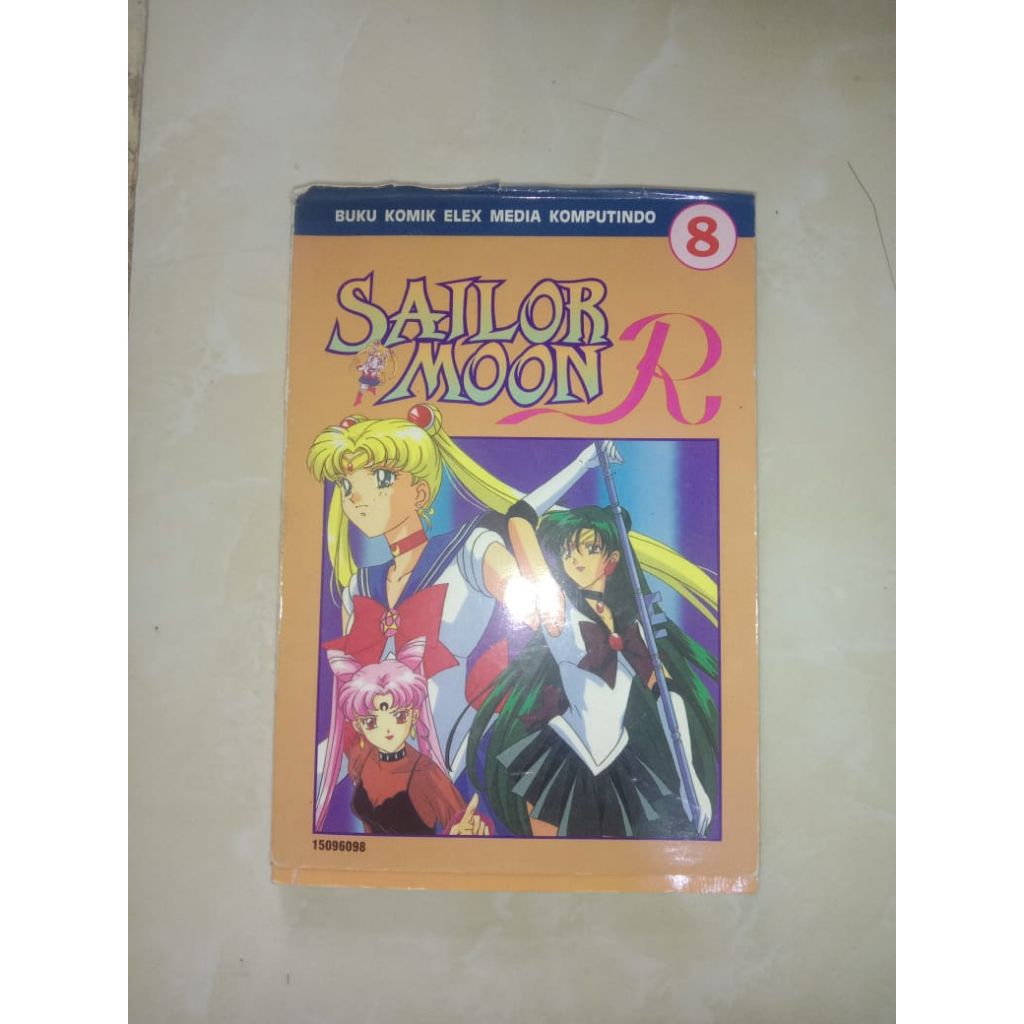 BUKU KOMIK ELEX MEDIA KOMPUTINDO
8
SAILOR
MOON R
15096098